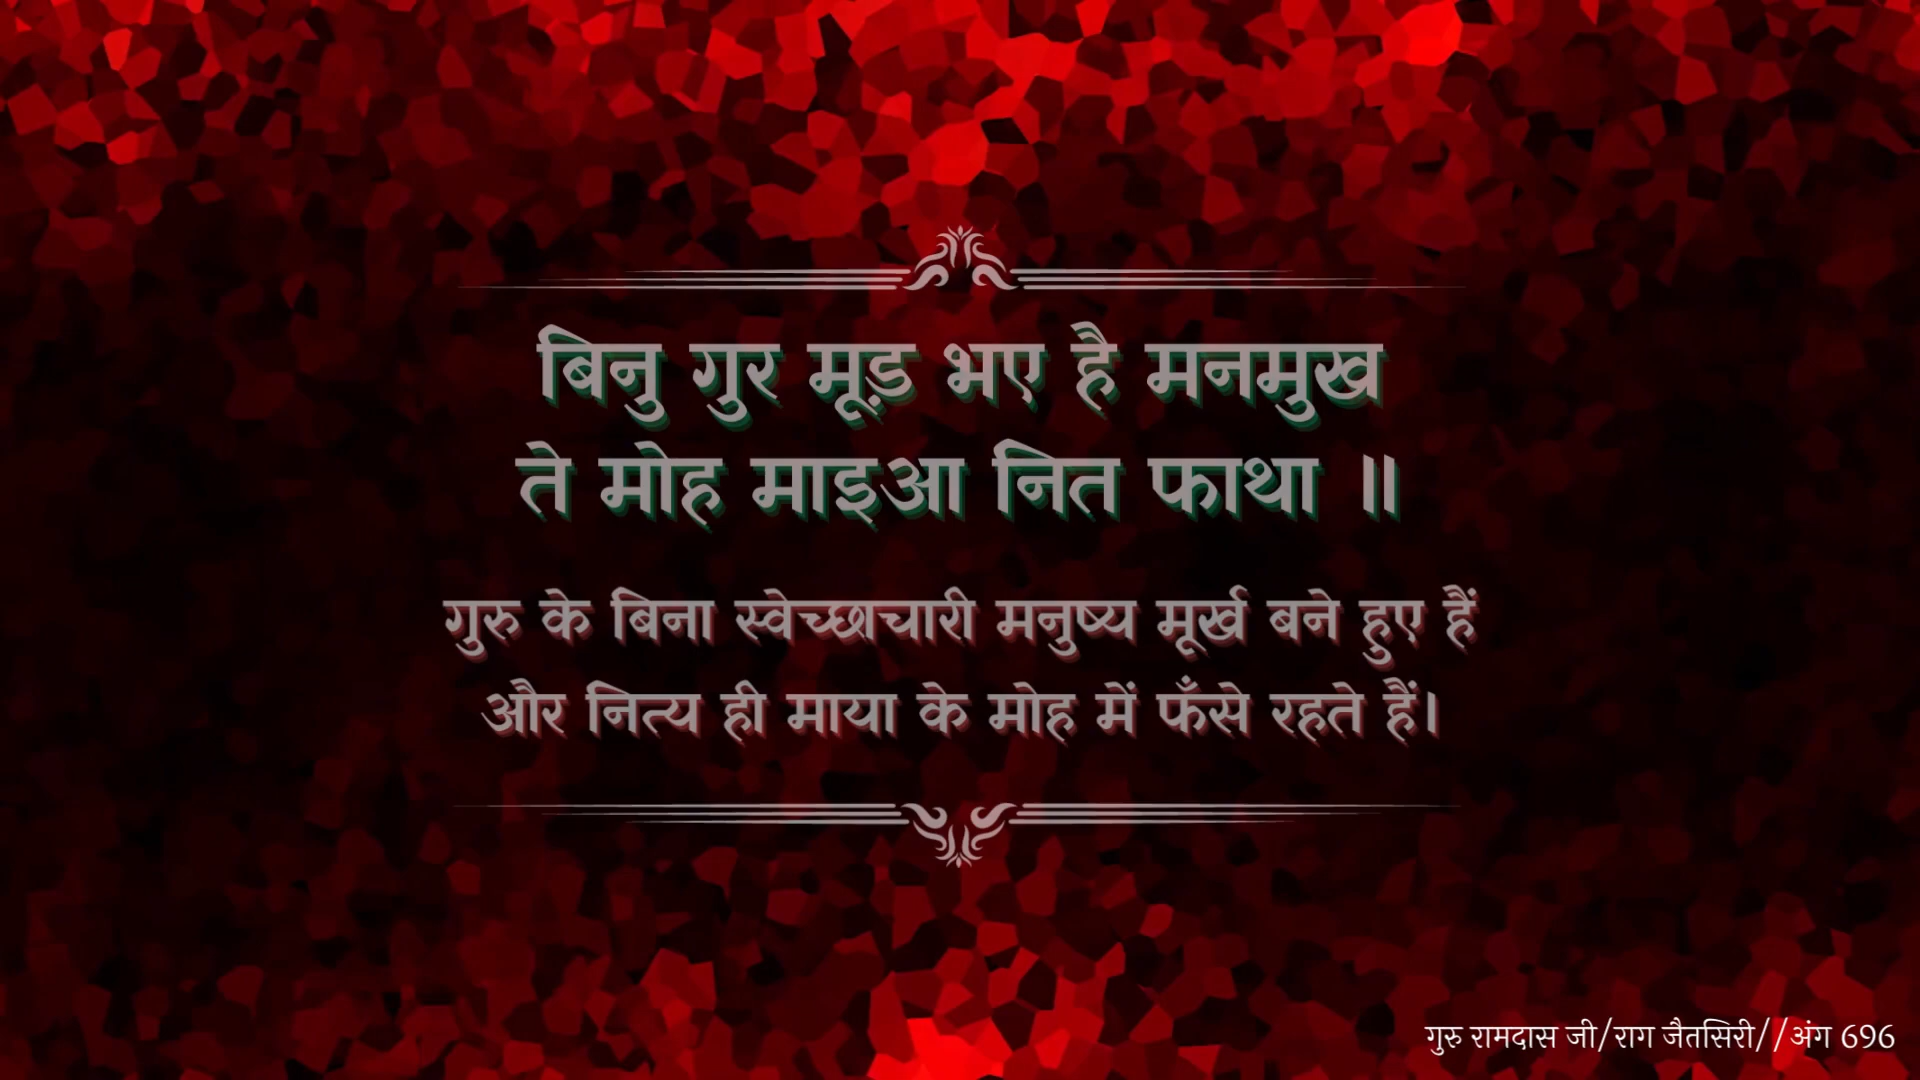 बिनु गुर मूड़ भए है मनमुख
ते मोह माइआ नित फाथा ॥
गुरु के बिना स्वेच्छाचारी मनुष्य मूर्ख बने हुए हैं
और नित्य ही माया के मोह में फँसे रहते हैं।
गुरु रामदास जी/राग जैतसिरी//अंग 696